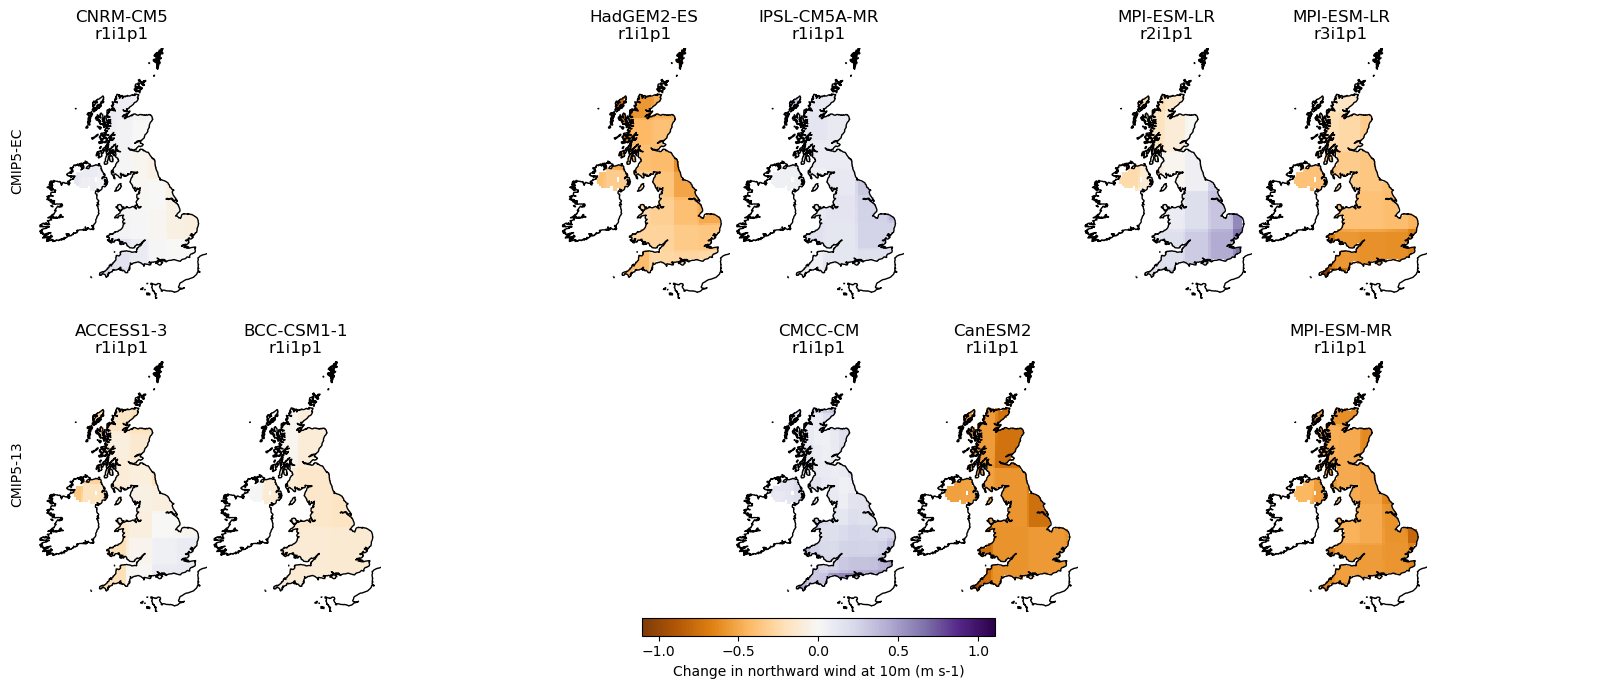 CNRM-CM5
r1i1p1
HadGEM2-ES
r1i1p1
IPSL-CM5A-MR
r1i1p1
MPI-ESM-LR
r2i1p1
MPI-ESM-LR
r3i1p1
CMIP5-EC
ACCESS1-3
r1i1p1
BCC-CSM1-1
r1i1p1
CMCC-CM
r1i1p1
CanESM2
r1i1p1
MPI-ESM-MR
r1i1p1
CMIP5-13
−1.0 −0.5 0.0 0.5 1.0
Change in northward wind at 10m (m s-1)